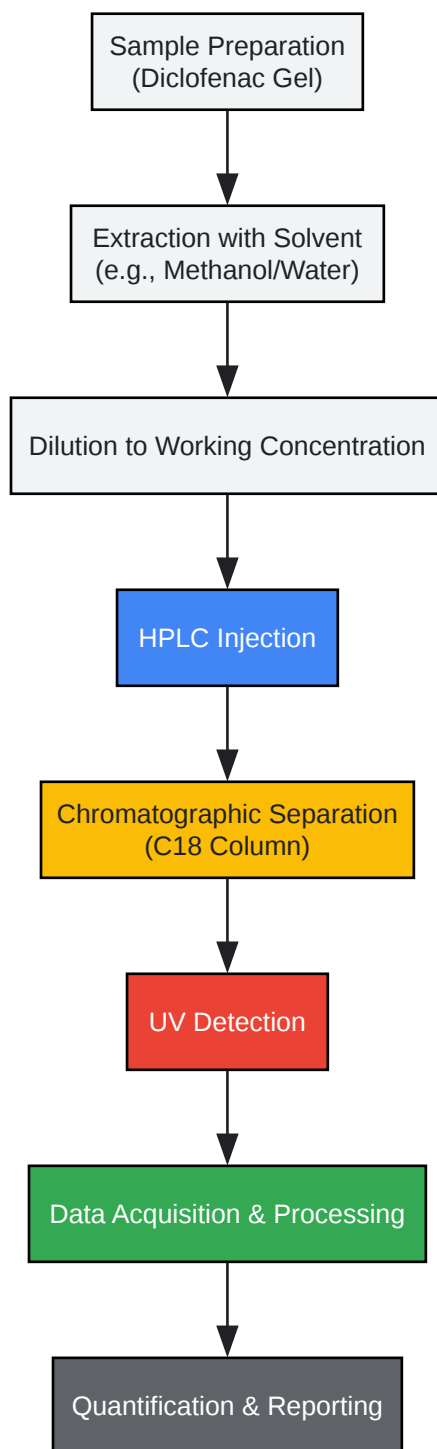 Sample Preparation
(Diclofenac Gel)
Extraction with Solvent
(e.g., Methanol/Water)
Dilution to Working Concentration
HPLC Injection
Chromatographic Separation
(C18 Column)
UV Detection
Data Acquisition & Processing
Quantification & Reporting